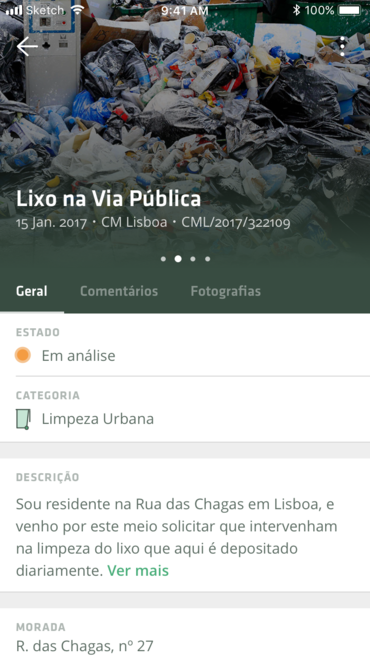 Sketch 9:41 AM 100%
Lixo na Via Pública
15 Jan. 2017 • CM Lisboa • CML/2017/322109
Geral Comentários Fotografias
ESTADO
Em análise
CATEGORIA
Limpeza Urbana
DESCRIÇÃO
Sou residente na Rua das Chagas em Lisboa, e
venho por este meio solicitar que intervenham
na limpeza do lixo que aqui é depositado
diariamente. Ver mais
MORADA
R. das Chagas, nº 27